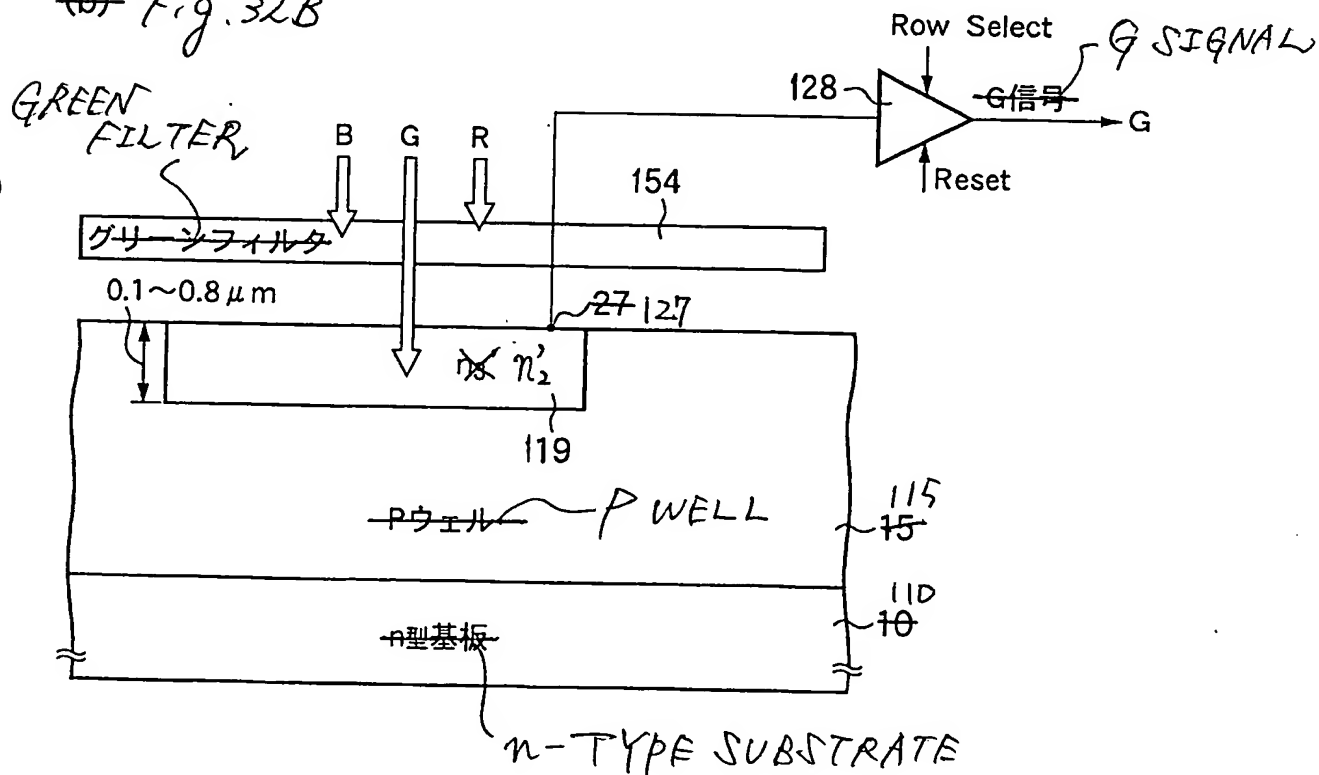 (b) Fig. 32B
Row Select
G SIGNAL
128
G信号
G
Reset
GREEN
FILTER
B G R
154
グリーンフィルタ
0.1～0.8μm
27 127
n2'
119
Pウェル
P WELL
115
15
110
10
n型基板
n-TYPE SUBSTRATE